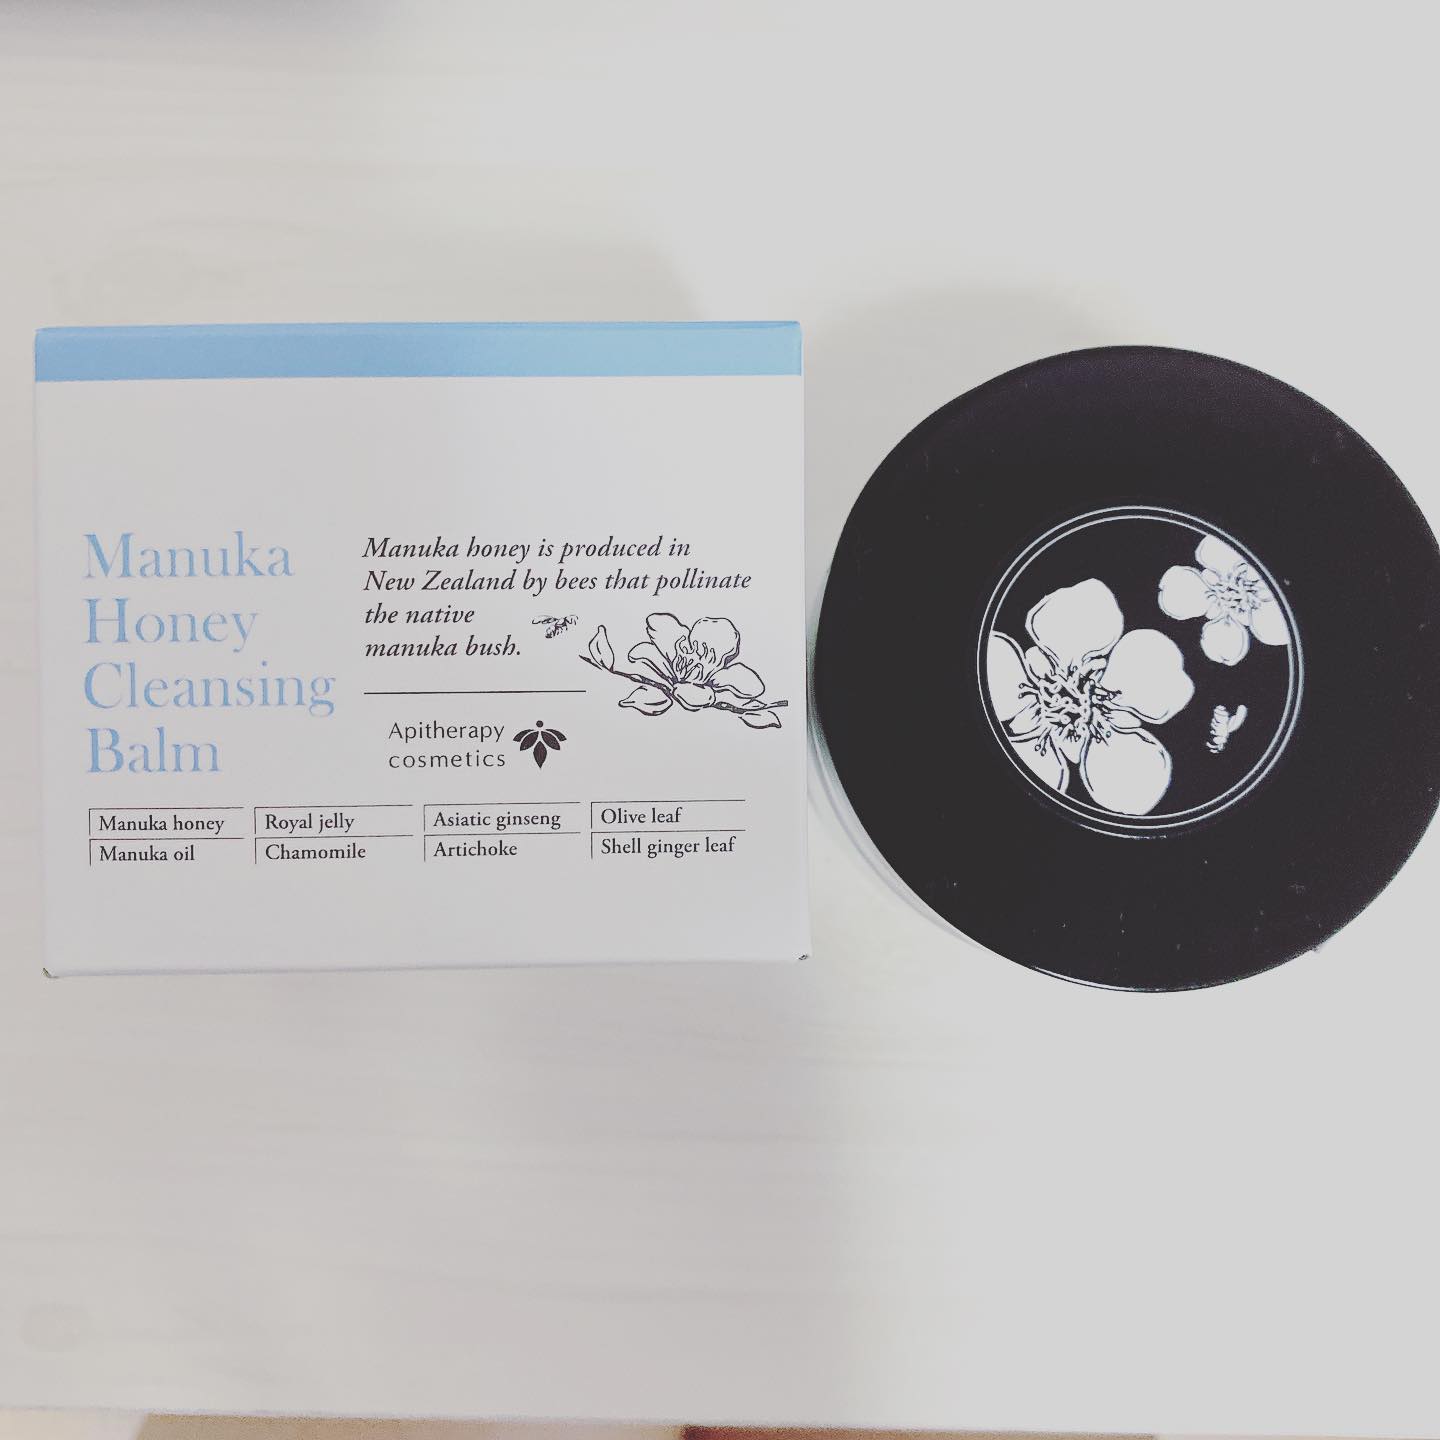 Manuka
Honey
Cleansing
Balm
Manuka honey is produced in
New Zealand by bees that pollinate
the native
manuka bush.
Apitherapy
cosmetics
Manuka honey
Royal jelly
Asiatic ginseng
Olive leaf
Manuka oil
Chamomile
Artichoke
Shell ginger leaf